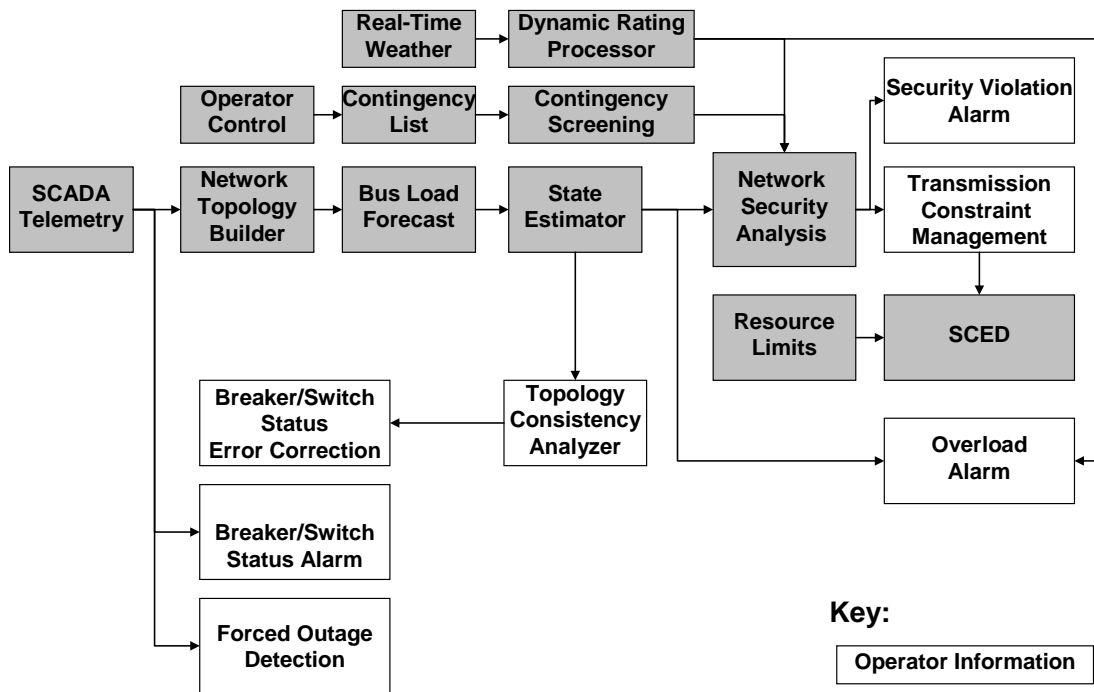 Real-Time
Weather
Dynamic Rating
Processor
Operator
Control
Contingency
List
Contingency
Screening
Security Violation
Alarm
SCADA
Telemetry
Network
Topology
Builder
Bus Load
Forecast
State
Estimator
Network
Security
Analysis
Transmission
Constraint
Management
Resource
Limits
SCED
Breaker/Switch
Status
Error Correction
Topology
Consistency
Analyzer
Overload
Alarm
Breaker/Switch
Status Alarm
Forced Outage
Detection
Key:
Operator Information